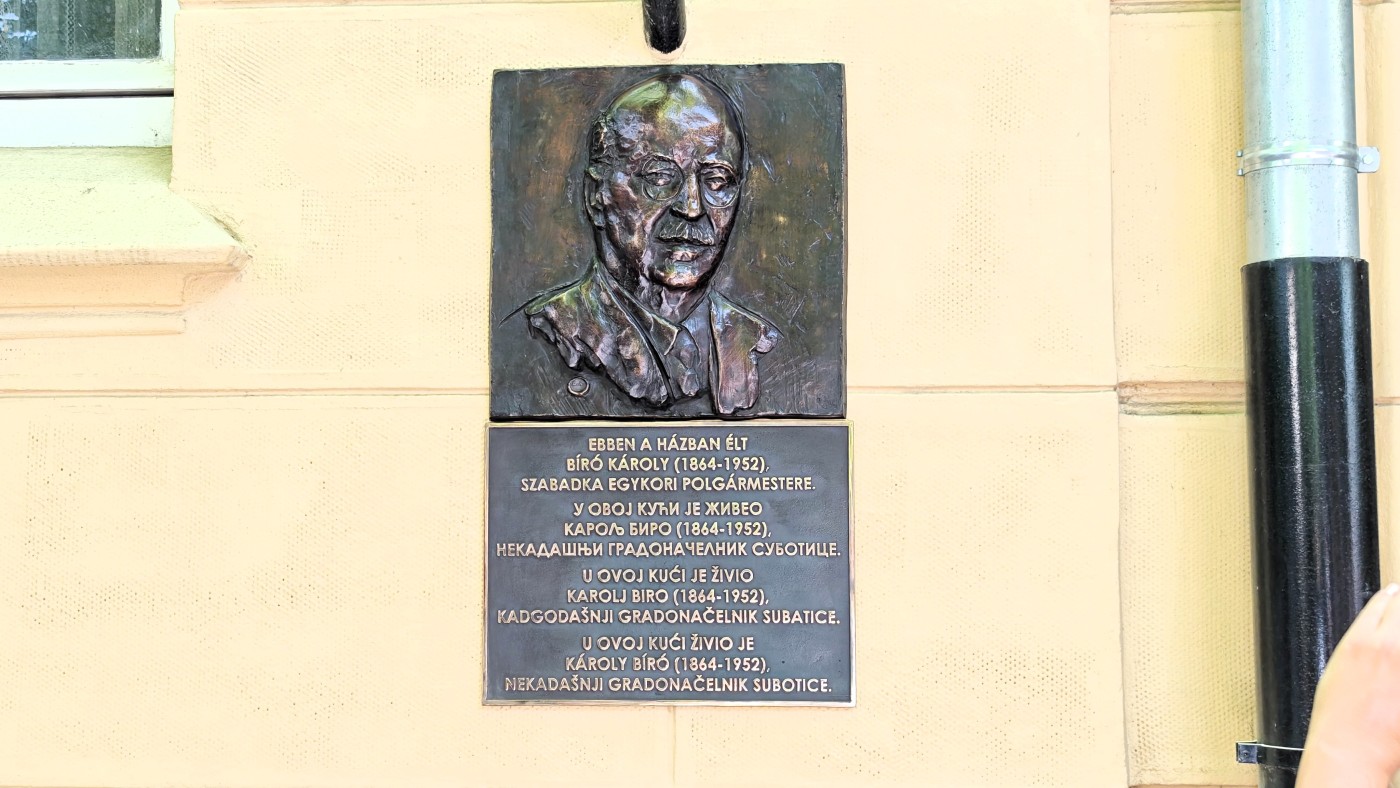 EBBEN A HÁZBAN ÉLT
BÍRÓ KÁROLY (1864-1952),
SZABADKA EGYKORI POLGÁRMESTERE.
У ОВОЈ КУЋИ ЈЕ ЖИВЕО
КАРОЉ БИРО (1864-1952),
НЕКАДАШЊИ ГРАДОНАЧЕЛНИК СУБОТИЦЕ.
U OVOJ KUĆI JE ŽIVIO
KAROLJ BIRO (1864-1952),
KADGODAŠNJI GRADONAČELNIK SUBATICE.
U OVOJ KUĆI ŽIVIO JE
KÁROLY BÍRÓ (1864-1952),
NEKADAŠNJI GRADONAČELNIK SUBOTICE.